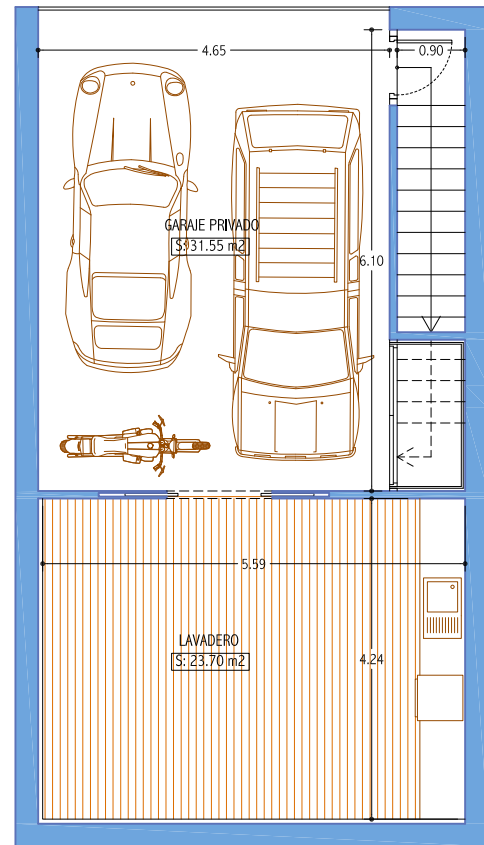 4.65
0.90
GARAJE PRIVADO
S: 31.55 m2
6.10
5.59
LAVADERO
S: 23.70 m2
4.24